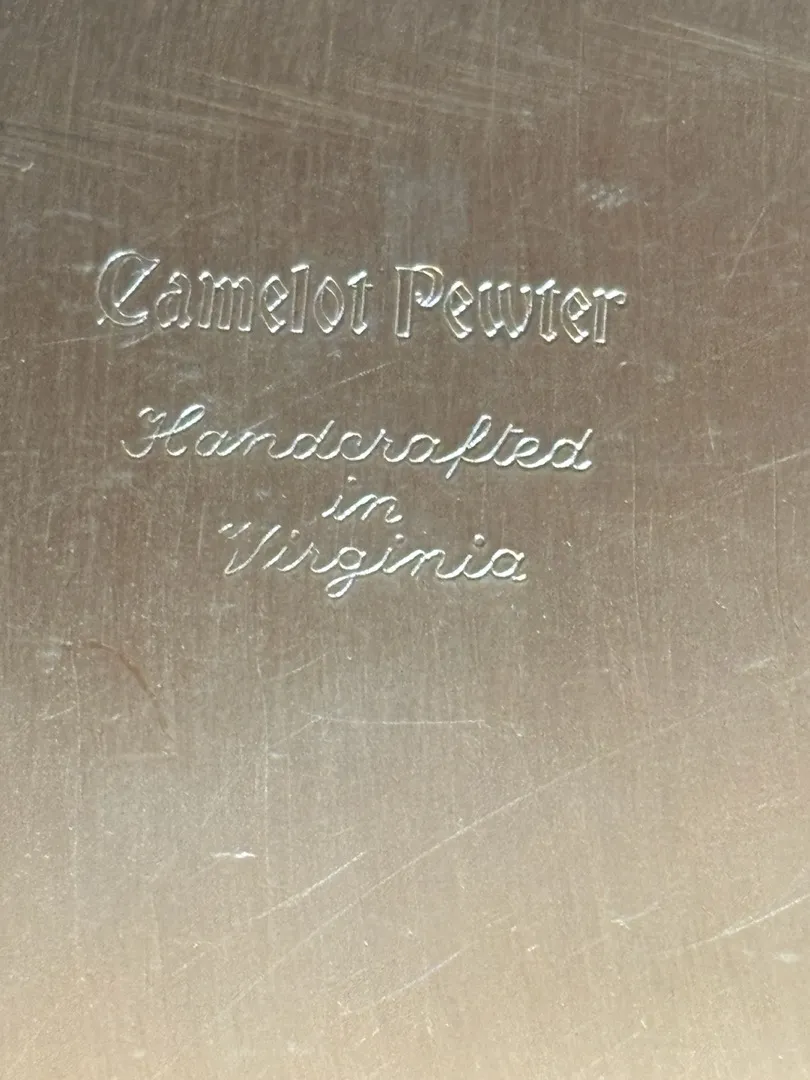 Camelot Pewter
Handcrafted
in
Virginia